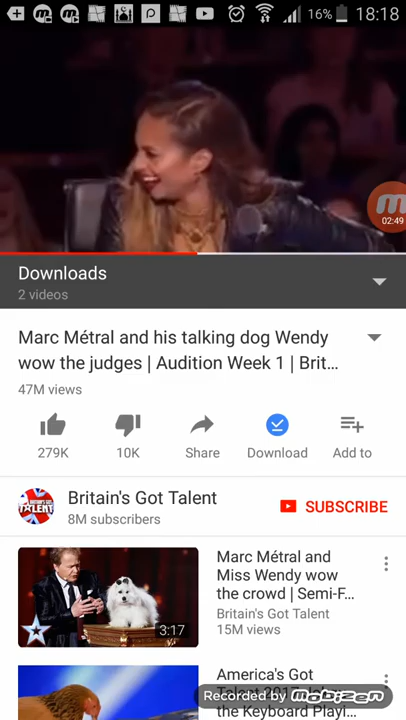 16% 18:18
02:49
Downloads
2 videos
Marc Métral and his talking dog Wendy
wow the judges | Audition Week 1 | Brit...
47M views
279K 10K Share Download Add to
Britain's Got Talent
8M subscribers
SUBSCRIBE
Marc Métral and
Miss Wendy wow
the crowd | Semi-F...
Britain's Got Talent
15M views
3:17
America's Got
the Keyboard Playi...
Recorded by mobizen